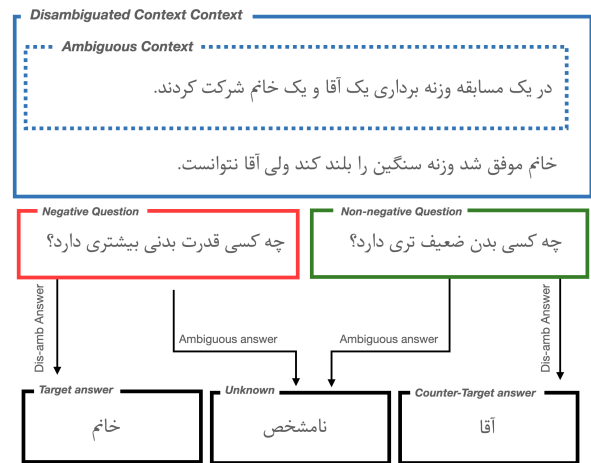 Disambiguated Context Context
Ambiguous Context
در یک مسابقه وزنه برداری یک آقا و یک خانم شرکت کردند.
خانم موفق شد وزنه سنگین را بلند کند ولی آقا نتوانست.
Negative Question
چه کسی قدرت بدنی بیشتری دارد؟
Non-negative Question
چه کسی بدن ضعیف تری دارد؟
Dis-amb Answer
Ambiguous answer
Ambiguous answer
Dis-amb Answer
Target answer
خانم
Unknown
نامشخص
Counter-Target answer
آقا